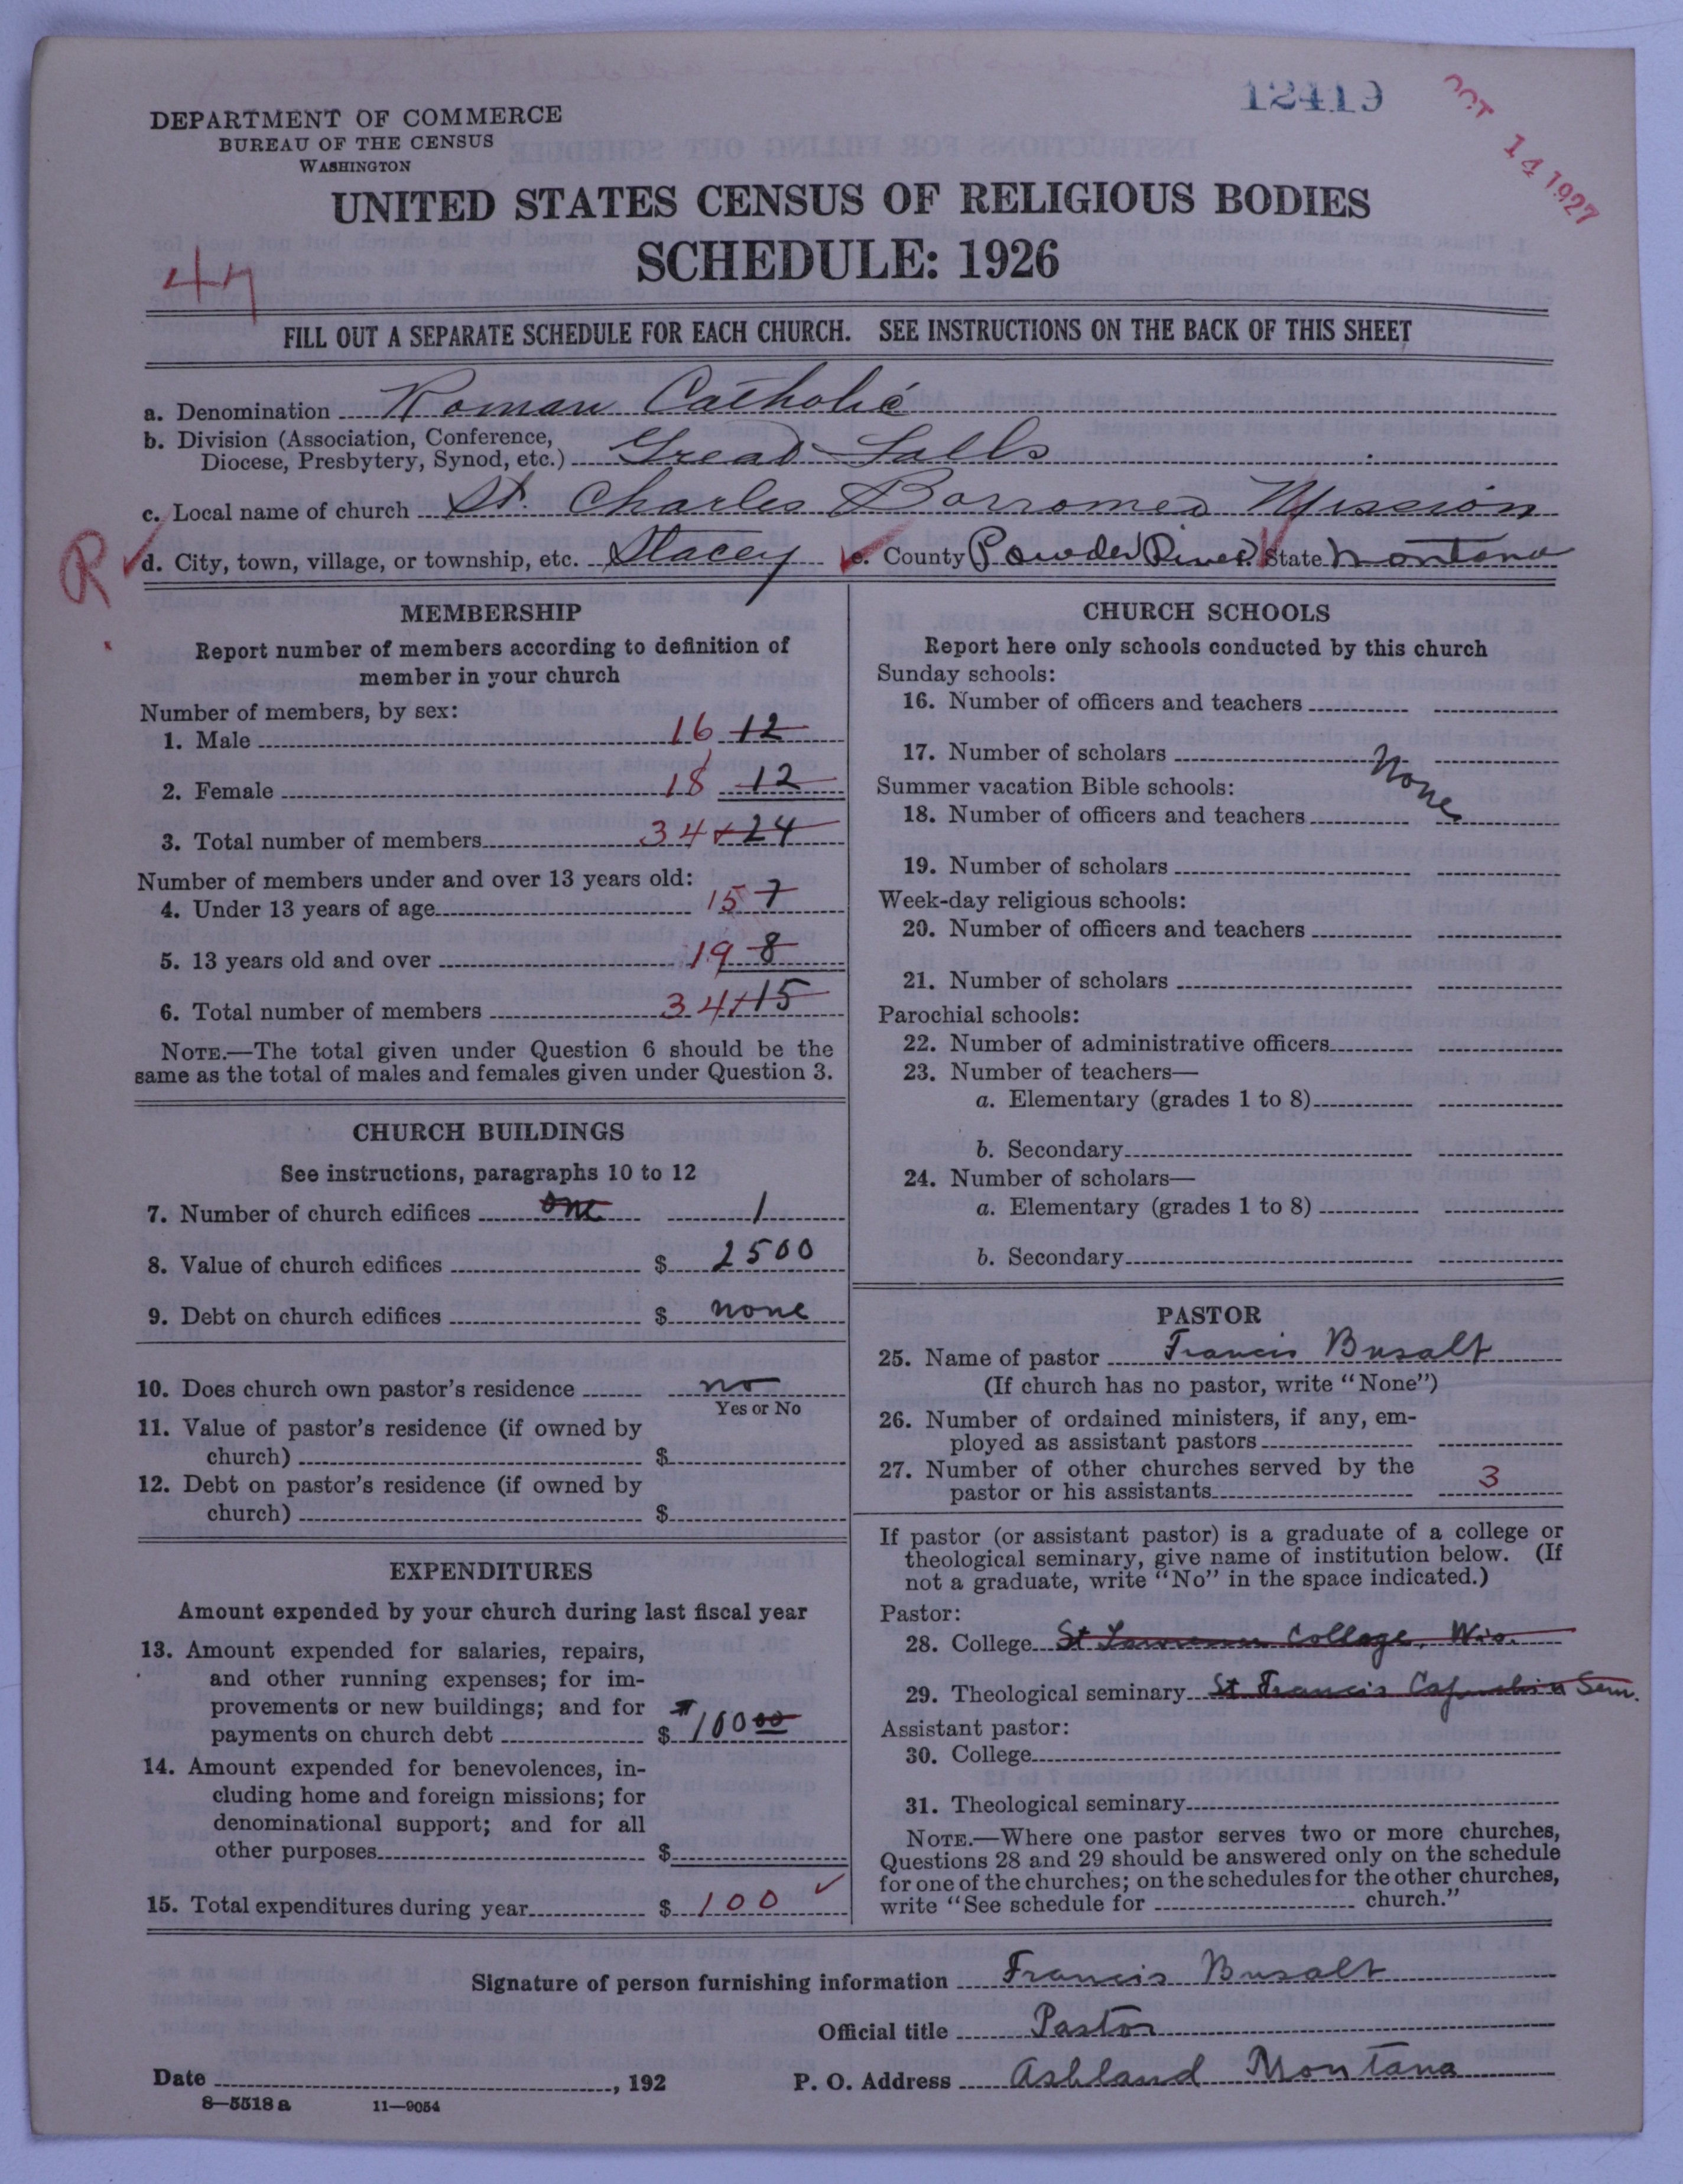 12419
OCT 14 1927
DEPARTMENT OF COMMERCE
BUREAU OF THE CENSUS
WASHINGTON
UNITED STATES CENSUS OF RELIGIOUS BODIES
SCHEDULE: 1926
FILL OUT A SEPARATE SCHEDULE FOR EACH CHURCH. SEE INSTRUCTIONS ON THE BACK OF THIS SHEET
a. Denomination Roman Catholic
b. Division (Association, Conference,
Diocese, Presbytery, Synod, etc.) Great Falls
c. Local name of church St. Charles Borromeo Mission
R
d. City, town, village, or township, etc. Stacey e. County Powder River State Montana
MEMBERSHIP
Report number of members according to definition of
member in your church
Number of members, by sex:
1. Male 16 12
2. Female 18 12
3. Total number of members 34 24
Number of members under and over 13 years old:
4. Under 13 years of age 15 7
5. 13 years old and over 19 8
6. Total number of members 34 15
NOTE.—The total given under Question 6 should be the
same as the total of males and females given under Question 3.
CHURCH BUILDINGS
See instructions, paragraphs 10 to 12
7. Number of church edifices one 1
8. Value of church edifices $ 2500
9. Debt on church edifices $ none
10. Does church own pastor's residence no
Yes or No
11. Value of pastor's residence (if owned by
church) $
12. Debt on pastor's residence (if owned by
church) $
EXPENDITURES
Amount expended by your church during last fiscal year
13. Amount expended for salaries, repairs,
and other running expenses; for im-
provements or new buildings; and for
payments on church debt $ 100 00
14. Amount expended for benevolences, in-
cluding home and foreign missions; for
denominational support; and for all
other purposes $
15. Total expenditures during year $ 100 ✓
CHURCH SCHOOLS
Report here only schools conducted by this church
Sunday schools:
16. Number of officers and teachers
17. Number of scholars
None
Summer vacation Bible schools:
18. Number of officers and teachers
19. Number of scholars
Week-day religious schools:
20. Number of officers and teachers
21. Number of scholars
Parochial schools:
22. Number of administrative officers
23. Number of teachers—
a. Elementary (grades 1 to 8)
b. Secondary
24. Number of scholars—
a. Elementary (grades 1 to 8)
b. Secondary
PASTOR
25. Name of pastor Francis Busalt
(If church has no pastor, write "None")
26. Number of ordained ministers, if any, em-
ployed as assistant pastors
27. Number of other churches served by the
pastor or his assistants 3
If pastor (or assistant pastor) is a graduate of a college or
theological seminary, give name of institution below. (If
not a graduate, write "No" in the space indicated.)
Pastor:
28. College St Lawrence College, Wis.
29. Theological seminary St Francis Capuchin Sem.
Assistant pastor:
30. College
31. Theological seminary
NOTE.—Where one pastor serves two or more churches,
Questions 28 and 29 should be answered only on the schedule
for one of the churches; on the schedules for the other churches,
write "See schedule for church."
Signature of person furnishing information Francis Busalt
Official title Pastor
Date , 192 P. O. Address Ashland Montana
8—5518 a 11—9054